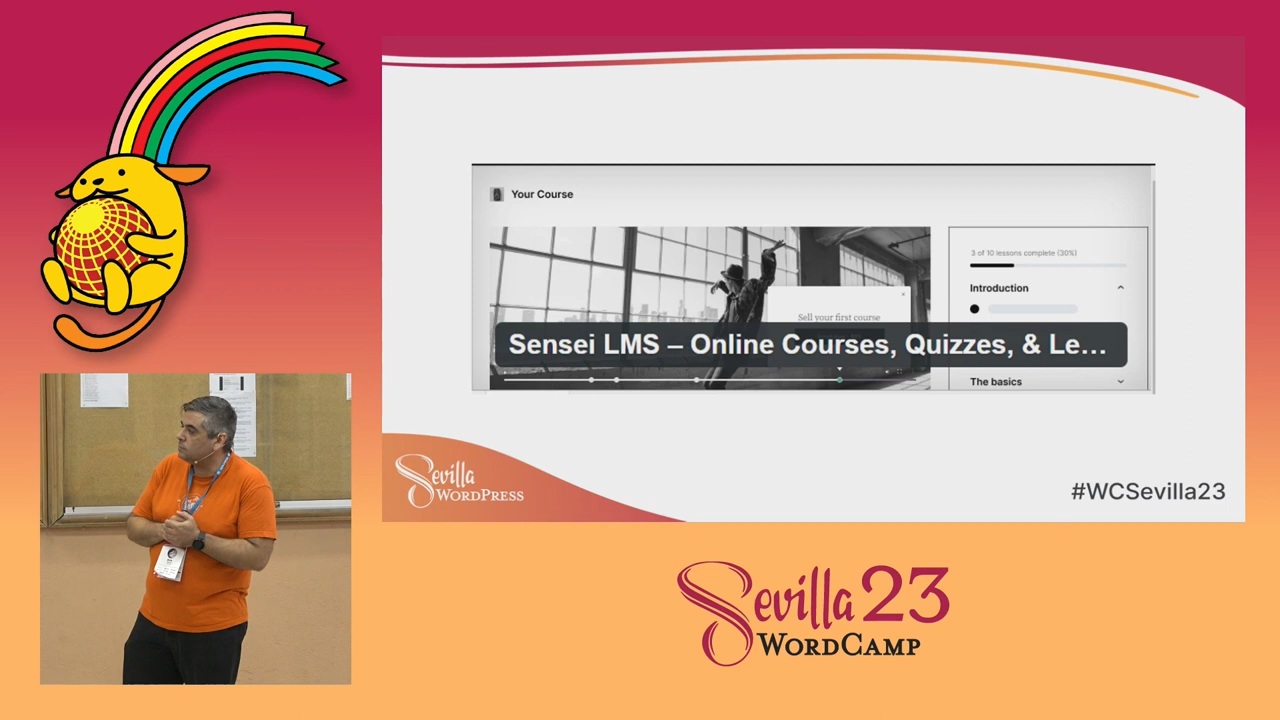 Your Course
3 of 10 lessons complete (30%)
Introduction
Sell your first course
Sensei LMS – Online Courses, Quizzes, & Le...
The basics
Sevilla
WORDPRESS
#WCSevilla23
Sevilla 23
WORDCAMP